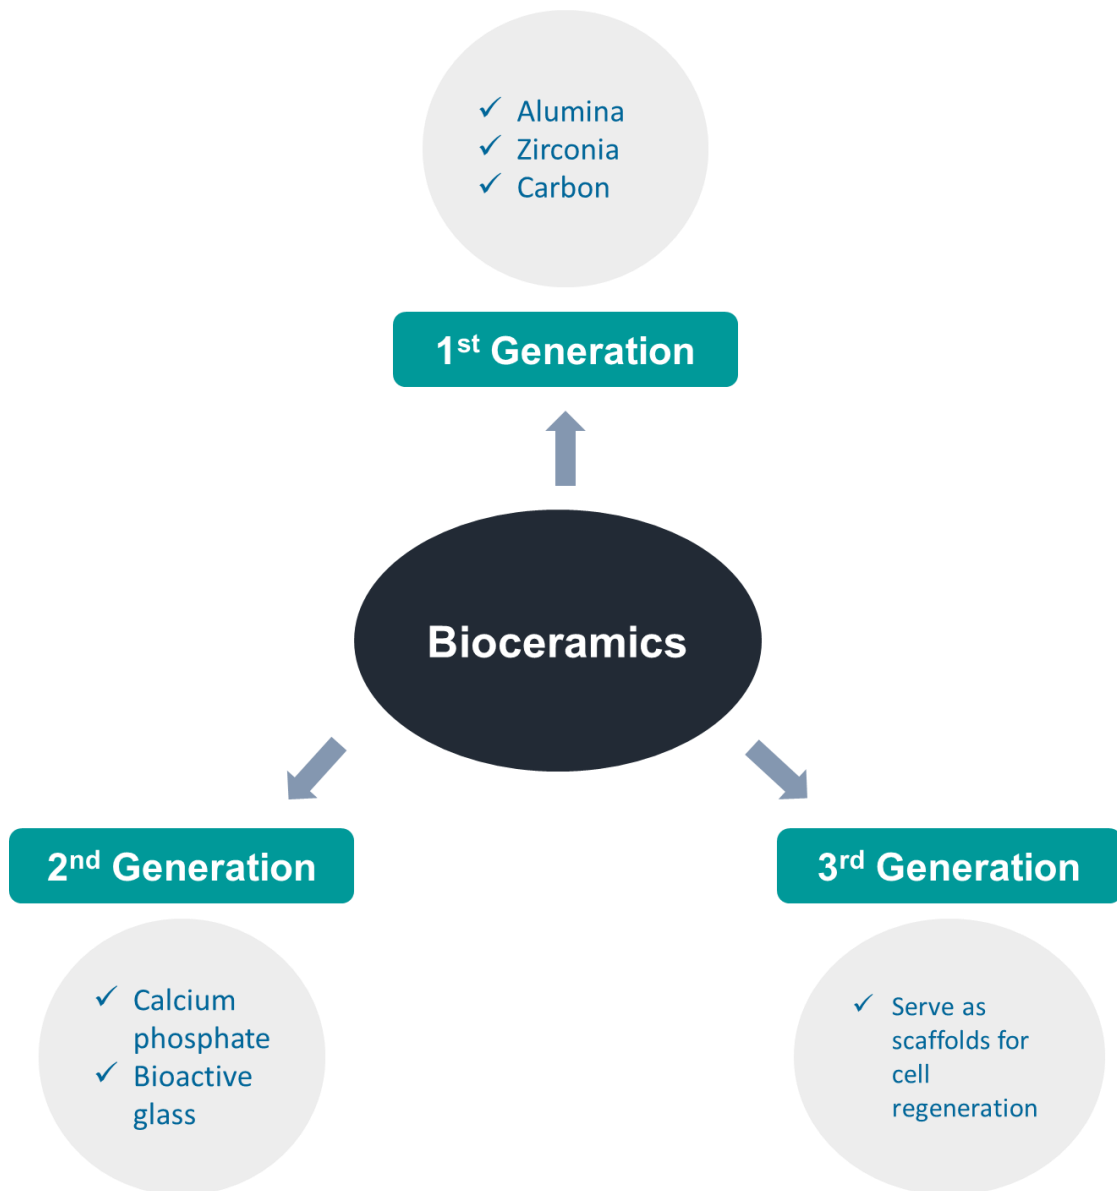 ✓ Alumina
✓ Zirconia
✓ Carbon
1st Generation
Bioceramics
2nd Generation
✓ Calcium
phosphate
✓ Bioactive
glass
3rd Generation
✓ Serve as
scaffolds for
cell
regeneration